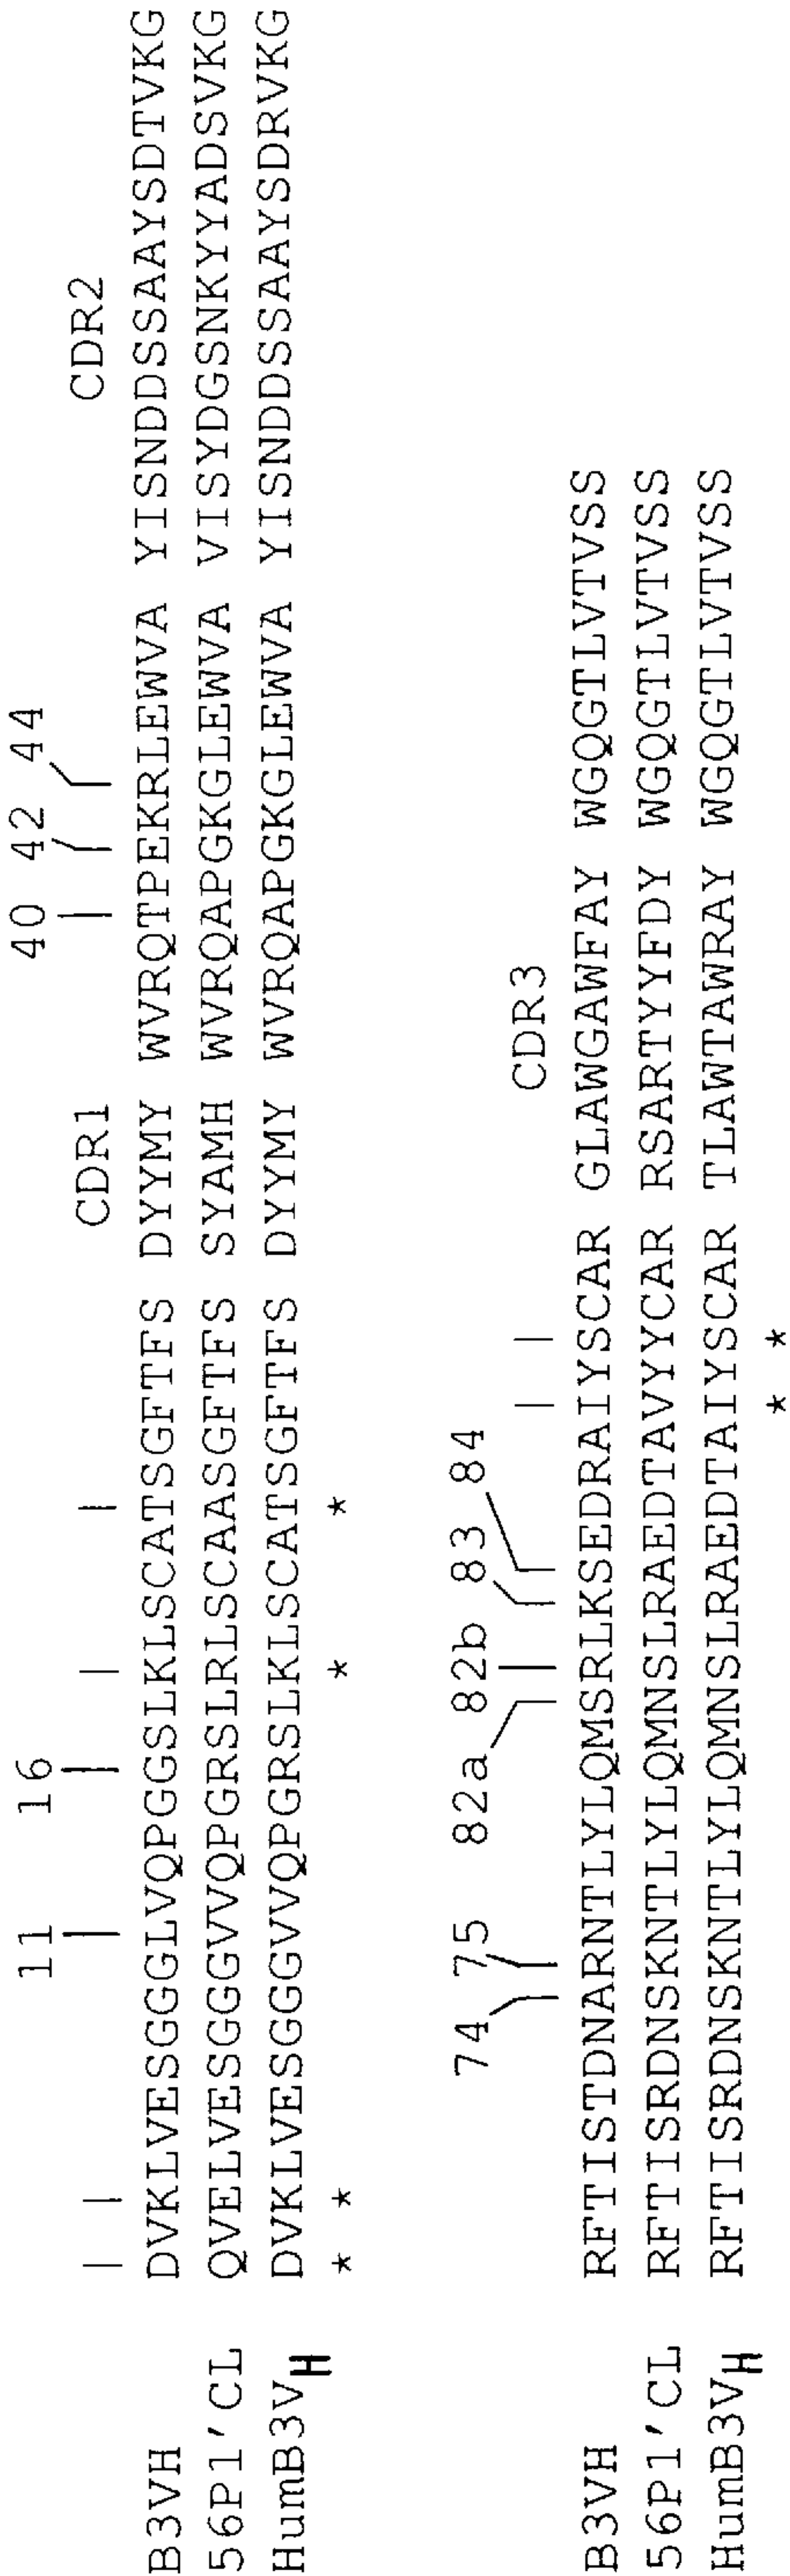 11 16 40 42 44
CDR1 CDR2
B3VH DVKLVESGGGLVQPGGSLKLSCATSGFTFS DYYMY WVRQTPEKRLEWVA YISNDDSSAAYSDTVKG
56P1'CL QVELVESGGGVVQPGRSLRLSCAASGFTFS SYAMH WVRQAPGKGLEWVA VISYDGSNKYYADSVKG
HumB3VH DVKLVESGGGVVQPGRSLKLSCATSGFTFS DYYMY WVRQAPGKGLEWVA YISNDDSSAAYSDRVKG
* * * *
74 75 82a 82b 83 84
CDR3
B3VH RFTISTDNARNTLYLQMSRLKSEDRAIYSCAR GLAWGAWFAY WGQGTLVTVSS
56P1'CL RFTISRDNSKNTLYLQMNSLRAEDTAVYYCAR RSARTYYFDY WGQGTLVTVSS
HumB3VH RFTISRDNSKNTLYLQMNSLRAEDTAIYSCAR TLAWTAWRAY WGQGTLVTVSS
* *